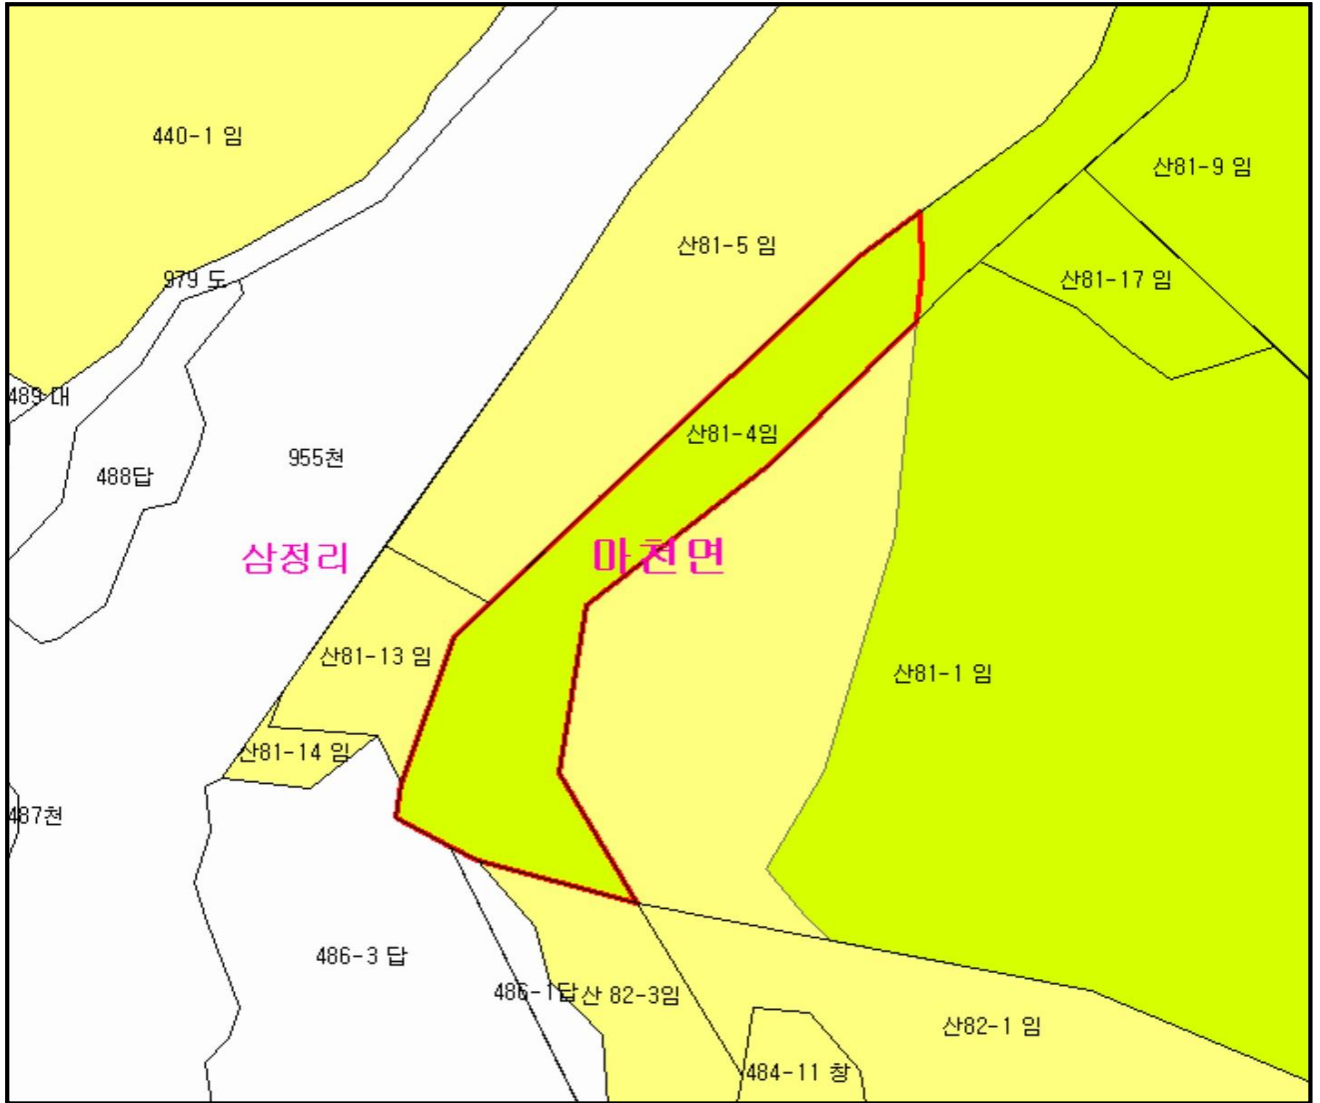 440-1 임
산81-9 임
산81-5 임
979 도
산81-17 임
489 대
산81-4임
955천
488답
삼정리
마천면
산81-13 임
산81-1 임
산81-14 임
487천
486-3 답
486-1답
산 82-3임
산82-1 임
484-11 창